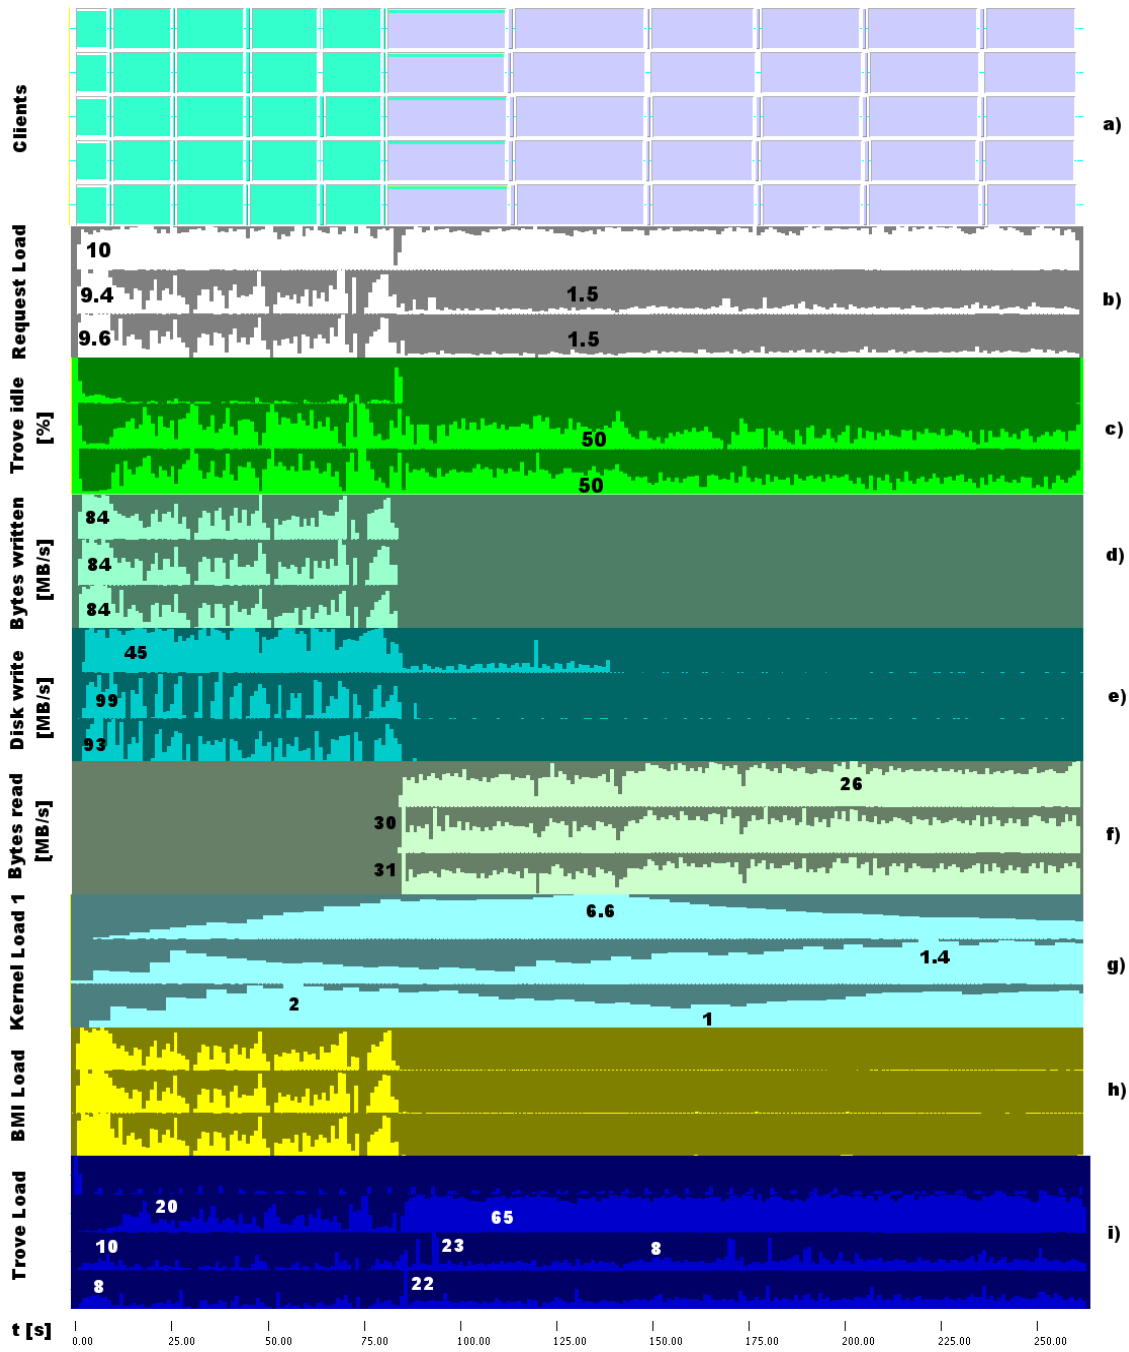 Clients
a)
Request Load
10
9.4
1.5
b)
9.6
1.5
Trove idle
[%]
50
c)
50
Bytes written
[MB/s]
84
84
d)
84
Disk write
[MB/s]
45
99
e)
93
Bytes read
[MB/s]
26
30
f)
31
Kernel Load 1
6.6
1.4
g)
2
1
BMI Load
h)
Trove Load
20
65
i)
10
23
8
8
22
t [s]
0.00 25.00 50.00 75.00 100.00 125.00 150.00 175.00 200.00 225.00 250.00